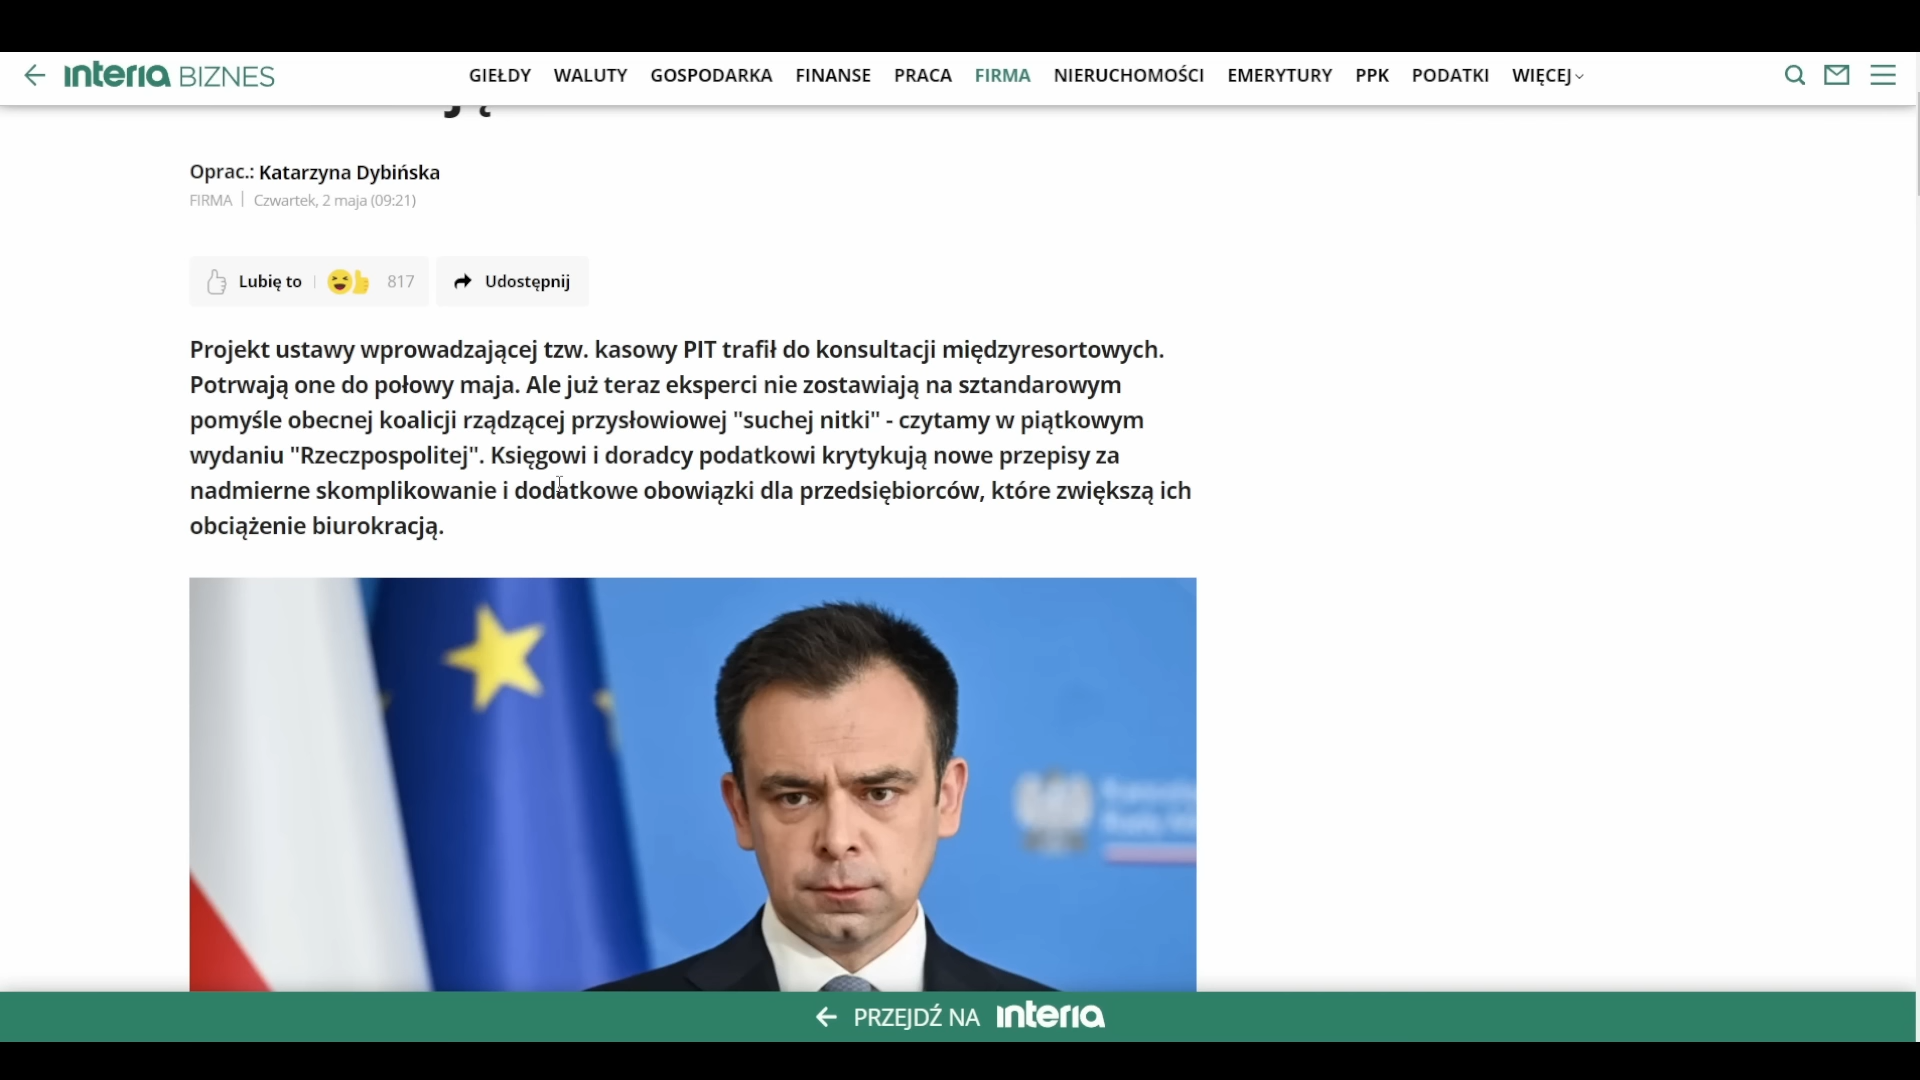 interia BIZNES
GIEŁDY WALUTY GOSPODARKA FINANSE PRACA FIRMA NIERUCHOMOŚCI EMERYTURY PPK PODATKI WIĘCEJ
Oprac.: Katarzyna Dybińska
FIRMA | Czwartek, 2 maja (09:21)
Lubię to 817 Udostępnij
Projekt ustawy wprowadzającej tzw. kasowy PIT trafił do konsultacji międzyresortowych.
Potrwają one do połowy maja. Ale już teraz eksperci nie zostawiają na sztandarowym
pomyśle obecnej koalicji rządzącej przysłowiowej "suchej nitki" - czytamy w piątkowym
wydaniu "Rzeczpospolitej". Księgowi i doradcy podatkowi krytykują nowe przepisy za
nadmierne skomplikowanie i dodatkowe obowiązki dla przedsiębiorców, które zwiększą ich
obciążenie biurokracją.
PRZEJDŹ NA interia